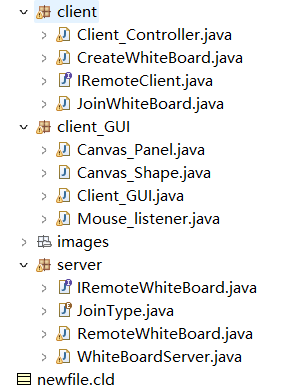 client
Client_Controller.java
CreateWhiteBoard.java
IRemoteClient.java
JoinWhiteBoard.java
client_GUI
Canvas_Panel.java
Canvas_Shape.java
Client_GUI.java
Mouse_listener.java
images
server
IRemoteWhiteBoard.java
JoinType.java
RemoteWhiteBoard.java
WhiteBoardServer.java
newfile.cld